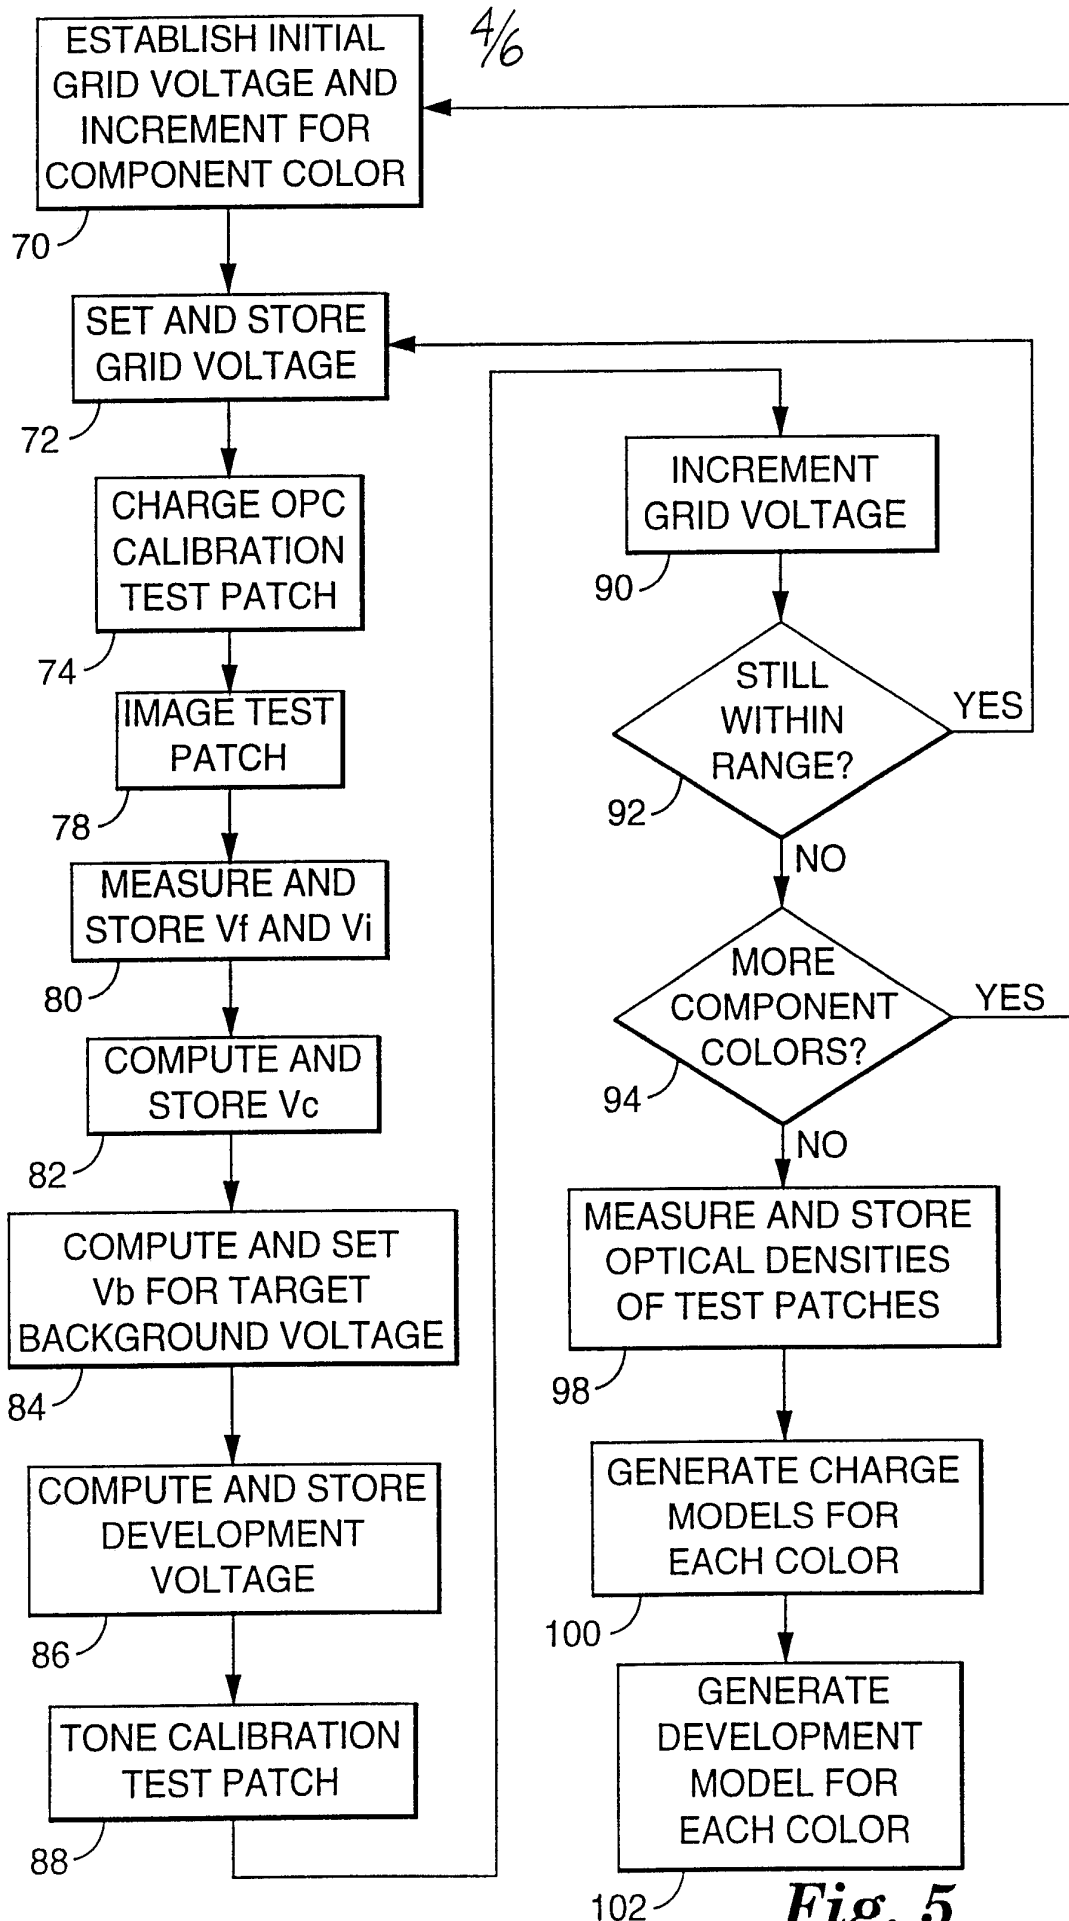 4/6
ESTABLISH INITIAL
GRID VOLTAGE AND
INCREMENT FOR
COMPONENT COLOR
70
SET AND STORE
GRID VOLTAGE
72
CHARGE OPC
CALIBRATION
TEST PATCH
74
IMAGE TEST
PATCH
78
MEASURE AND
STORE Vf AND Vi
80
COMPUTE AND
STORE Vc
82
COMPUTE AND SET
Vb FOR TARGET
BACKGROUND VOLTAGE
84
COMPUTE AND STORE
DEVELOPMENT
VOLTAGE
86
TONE CALIBRATION
TEST PATCH
88
INCREMENT
GRID VOLTAGE
90
STILL
WITHIN
RANGE?
YES
92
NO
MORE
COMPONENT
COLORS?
YES
94
NO
MEASURE AND STORE
OPTICAL DENSITIES
OF TEST PATCHES
98
GENERATE CHARGE
MODELS FOR
EACH COLOR
100
GENERATE
DEVELOPMENT
MODEL FOR
EACH COLOR
102
Fig. 5